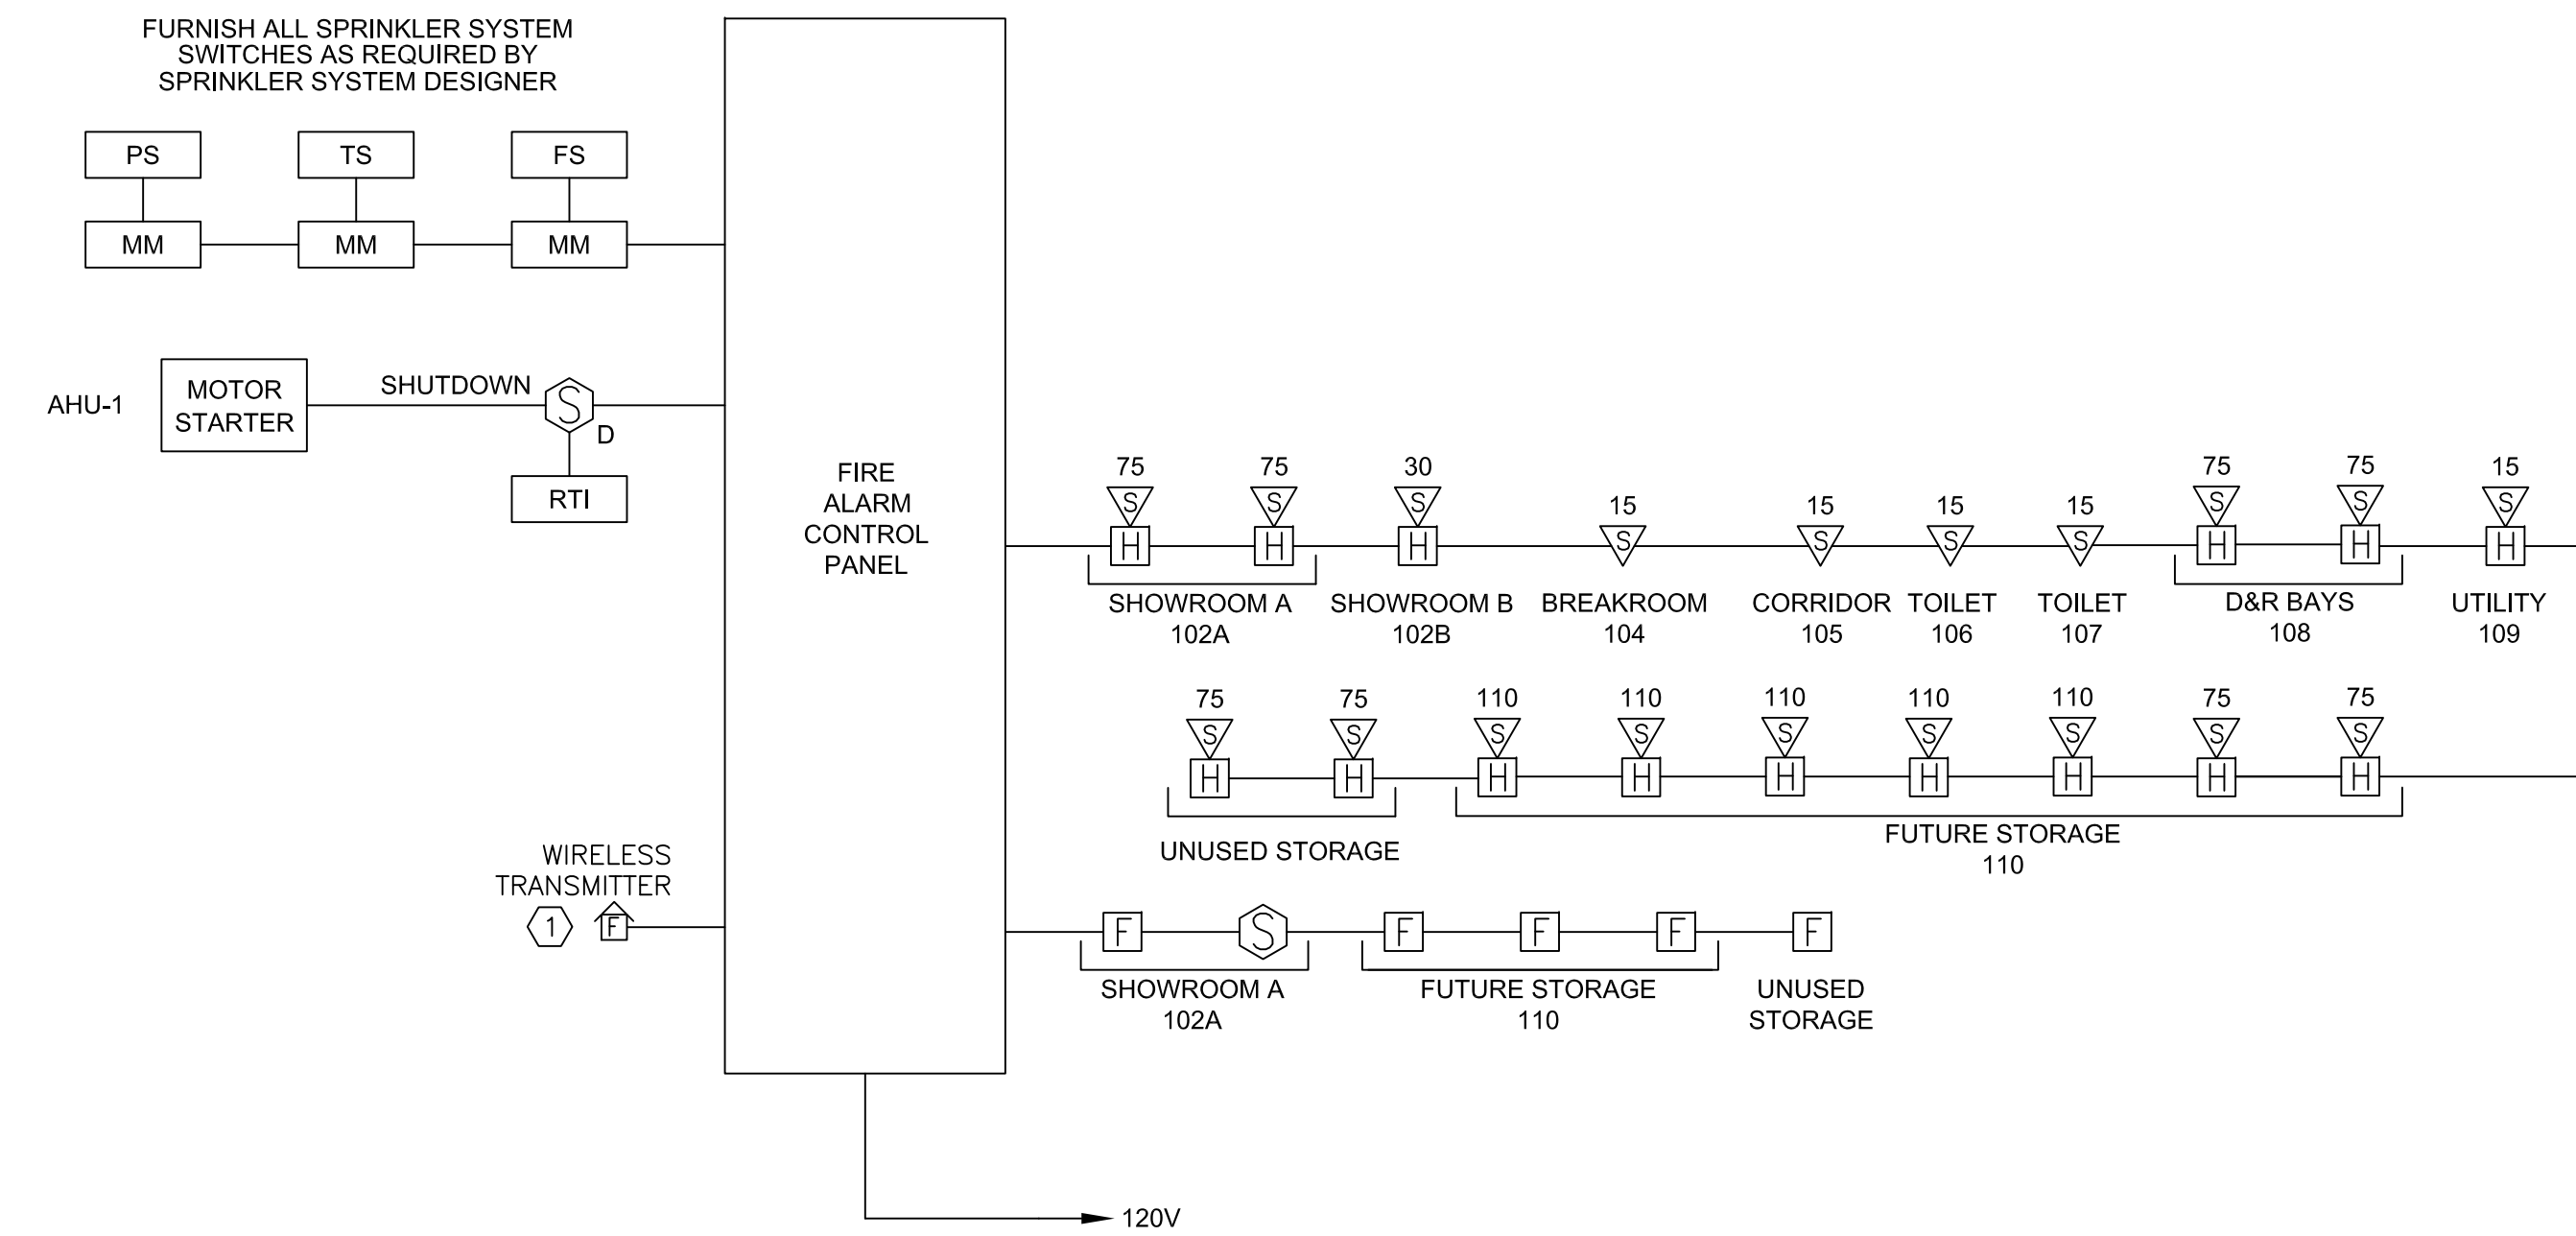 FURNISH ALL SPRINKLER SYSTEM
SWITCHES AS REQUIRED BY
SPRINKLER SYSTEM DESIGNER
PS TS FS
MM MM MM
AHU-1
MOTOR
STARTER
SHUTDOWN
S
D
RTI
FIRE
ALARM
CONTROL
PANEL
75 75 30 15 15 15 15 75 75 15
S S S S S S S S S S
H H H H H H
SHOWROOM A
102A
SHOWROOM B
102B
BREAKROOM
104
CORRIDOR
105
TOILET
106
TOILET
107
D&R BAYS
108
UTILITY
109
75 75 110 110 110 110 110 75 75
S S S S S S S S S
H H H H H H H H H
UNUSED STORAGE
FUTURE STORAGE
110
WIRELESS
TRANSMITTER
1 F
F S F F F F
SHOWROOM A
102A
FUTURE STORAGE
110
UNUSED
STORAGE
120V